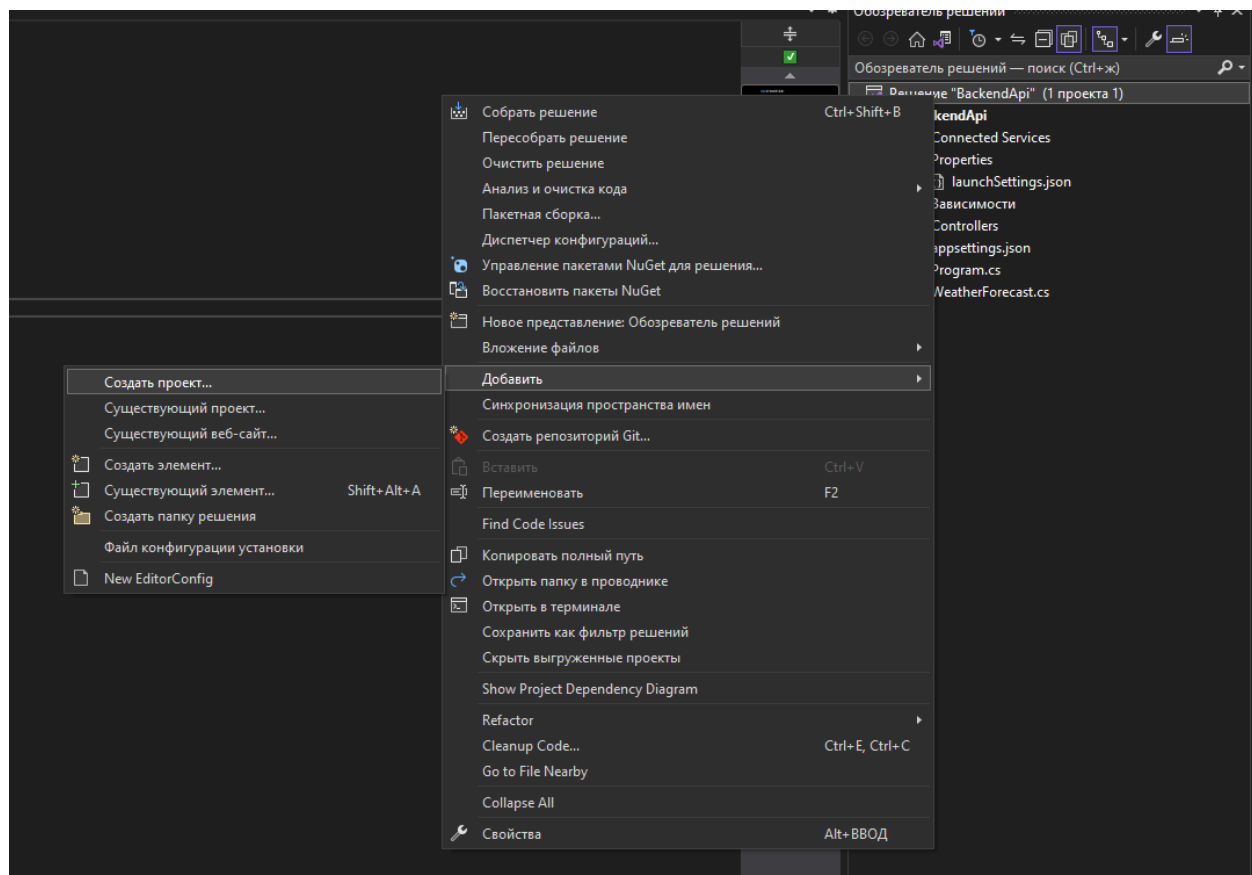 Обозреватель решений
Обозреватель решений — поиск (Ctrl+ж)
Решение "BackendApi" (1 проекта 1)
kendApi
Connected Services
Properties
launchSettings.json
Зависимости
Controllers
appsettings.json
Program.cs
WeatherForecast.cs
Собрать решение Ctrl+Shift+B
Пересобрать решение
Очистить решение
Анализ и очистка кода
Пакетная сборка...
Диспетчер конфигураций...
Управление пакетами NuGet для решения...
Восстановить пакеты NuGet
Новое представление: Обозреватель решений
Вложение файлов
Добавить
Синхронизация пространства имен
Создать репозиторий Git...
Вставить Ctrl+V
Переименовать F2
Find Code Issues
Копировать полный путь
Открыть папку в проводнике
Открыть в терминале
Сохранить как фильтр решений
Скрыть выгруженные проекты
Show Project Dependency Diagram
Refactor
Cleanup Code... Ctrl+E, Ctrl+C
Go to File Nearby
Collapse All
Свойства Alt+ВВОД
Создать проект...
Существующий проект...
Существующий веб-сайт...
Создать элемент...
Существующий элемент... Shift+Alt+A
Создать папку решения
Файл конфигурации установки
New EditorConfig